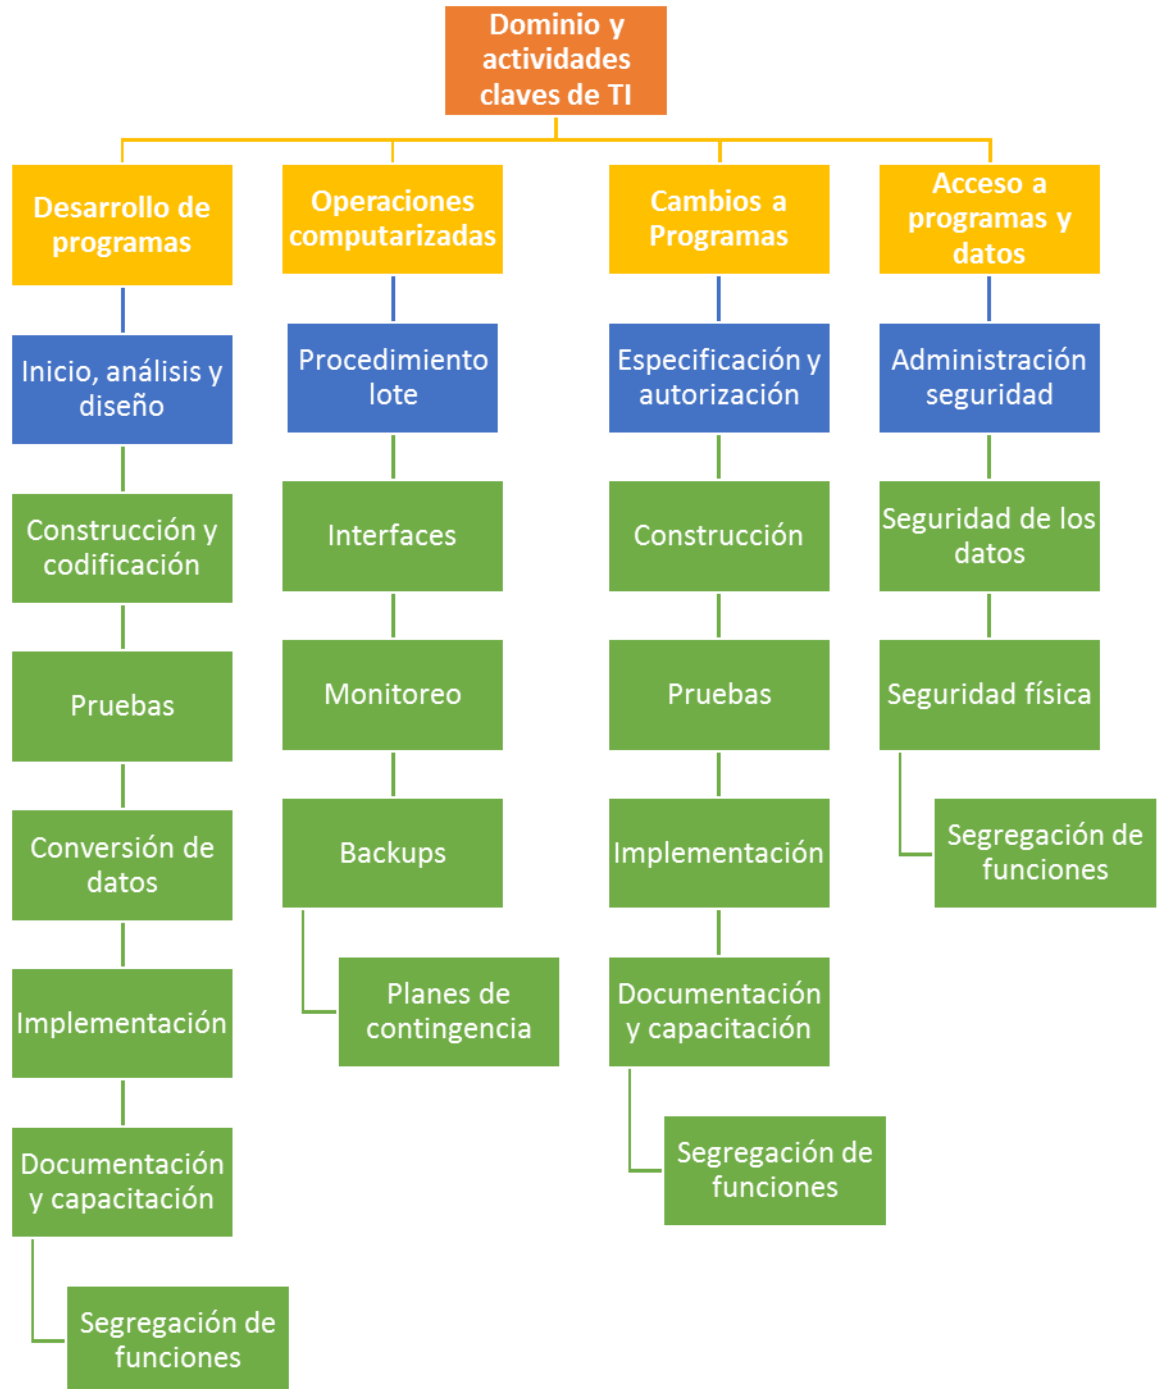 Dominio y
actividades
claves de TI
Desarrollo de
programas
Inicio, análisis y
diseño
Construcción y
codificación
Pruebas
Conversión de
datos
Implementación
Documentación
y capacitación
Segregación de
funciones
Operaciones
computarizadas
Procedimiento
lote
Interfaces
Monitoreo
Backups
Planes de
contingencia
Cambios a
Programas
Especificación y
autorización
Construcción
Pruebas
Implementación
Documentación
y capacitación
Segregación de
funciones
Acceso a
programas y
datos
Administración
seguridad
Seguridad de los
datos
Seguridad física
Segregación de
funciones